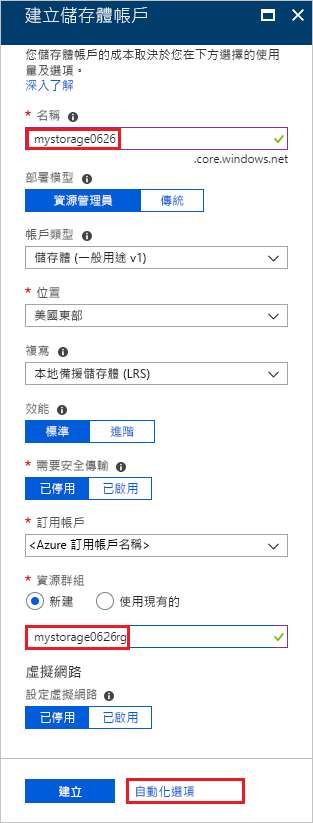 建立儲存體帳戶
您儲存體帳戶的成本取決於您在下方選擇的使用
量及選項。
深入了解
* 名稱
mystorage0626
.core.windows.net
部署模型
資源管理員 傳統
帳戶類型
儲存體 (一般用途 v1)
* 位置
美國東部
複寫
本地備援儲存體 (LRS)
效能
標準 進階
* 需要安全傳輸
已停用 已啟用
* 訂用帳戶
<Azure 訂用帳戶名稱>
* 資源群組
新建 使用現有的
mystorage0626rg
虛擬網路
設定虛擬網路
已停用 已啟用
建立 自動化選項